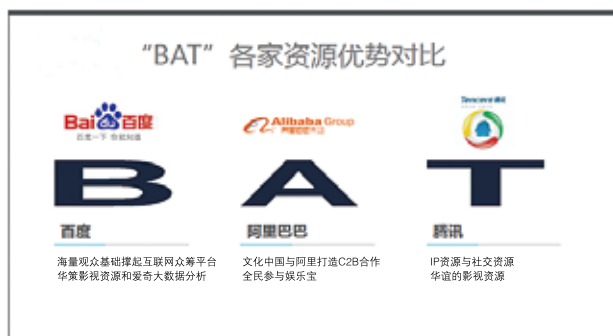 “BAT”各家资源优势对比
Bai百度
百度一下 你就知道
Alibaba Group
阿里巴巴集团
Tencent 腾讯
B A T
百度 阿里巴巴 腾讯
海量观众基础撑起互联网众筹平台
华策影视资源和爱奇大数据分析
文化中国与阿里打造C2B合作
全民参与娱乐宝
IP资源与社交资源
华谊的影视资源